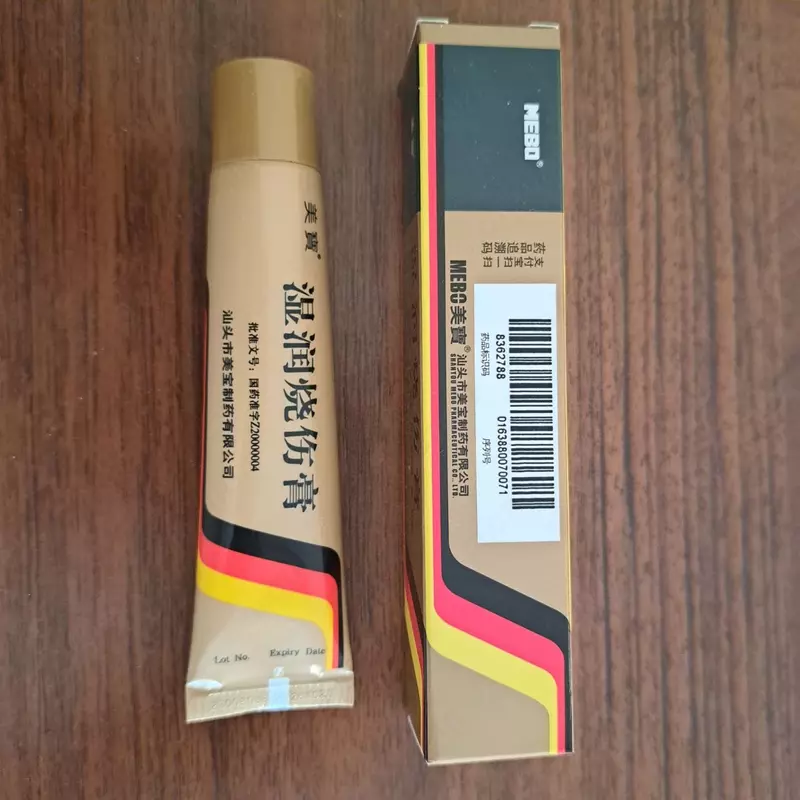 美寶®
湿润烧伤膏
批准文号：国药准字Z20000004
汕头市美宝制药有限公司
Lot No. Expiry Date
MEBO®
支付宝扫一扫
药品追溯码
MEBO美寶®
汕头市美宝制药有限公司
SHANTOU MEBO PHARMACEUTICAL CO., LTD.
8362788 0163880070071
药品标识码 序列号